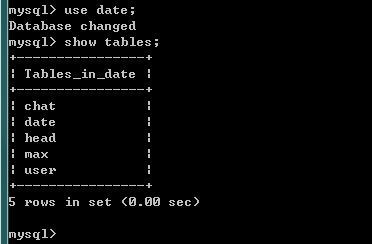 mysql> use date;
Database changed
mysql> show tables;
+----------------+
| Tables_in_date |
+----------------+
| chat           |
| date           |
| head           |
| max            |
| user           |
+----------------+
5 rows in set (0.00 sec)
mysql>